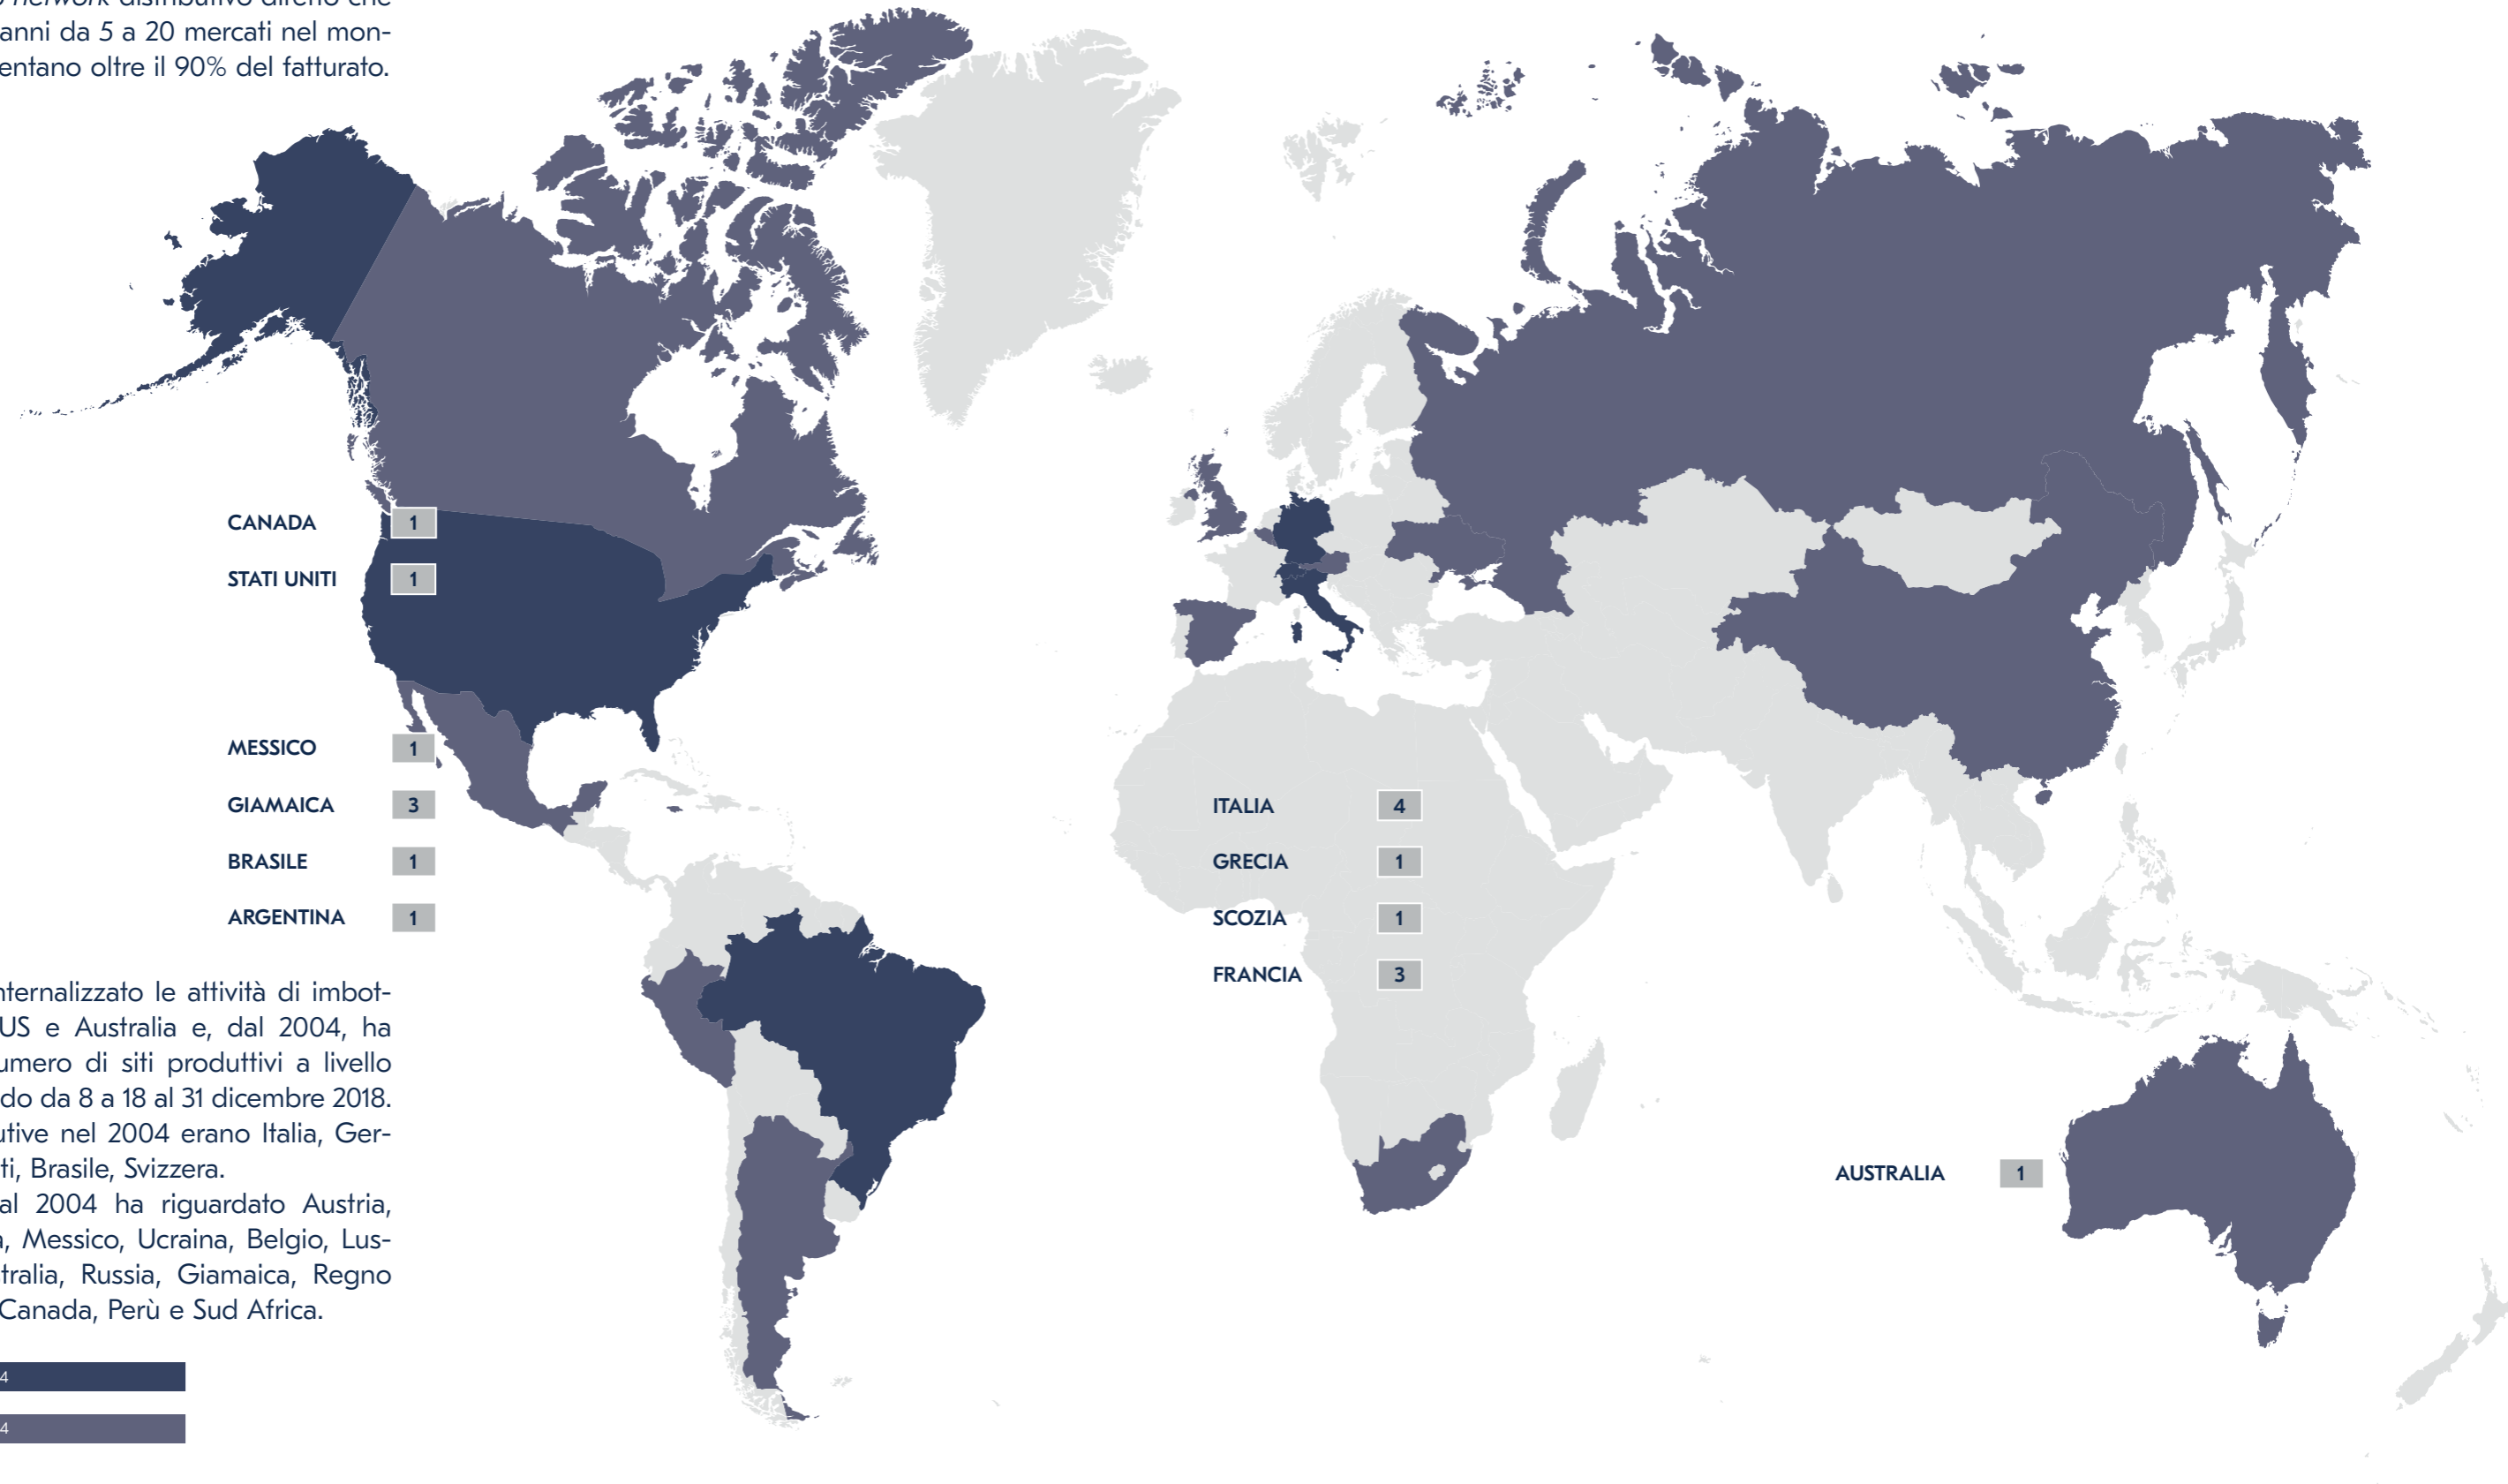 network distributivo diretto che
anni da 5 a 20 mercati nel mon-
entano oltre il 90% del fatturato.
CANADA 1
STATI UNITI 1
MESSICO 1
GIAMAICA 3
BRASILE 1
ARGENTINA 1
ITALIA 4
GRECIA 1
SCOZIA 1
FRANCIA 3
AUSTRALIA 1
nternalizzato le attività di imbot-
US e Australia e, dal 2004, ha
umero di siti produttivi a livello
do da 8 a 18 al 31 dicembre 2018.
utive nel 2004 erano Italia, Ger-
ti, Brasile, Svizzera.
al 2004 ha riguardato Austria,
a, Messico, Ucraina, Belgio, Lus-
tralia, Russia, Giamaica, Regno
Canada, Perù e Sud Africa.
4
4